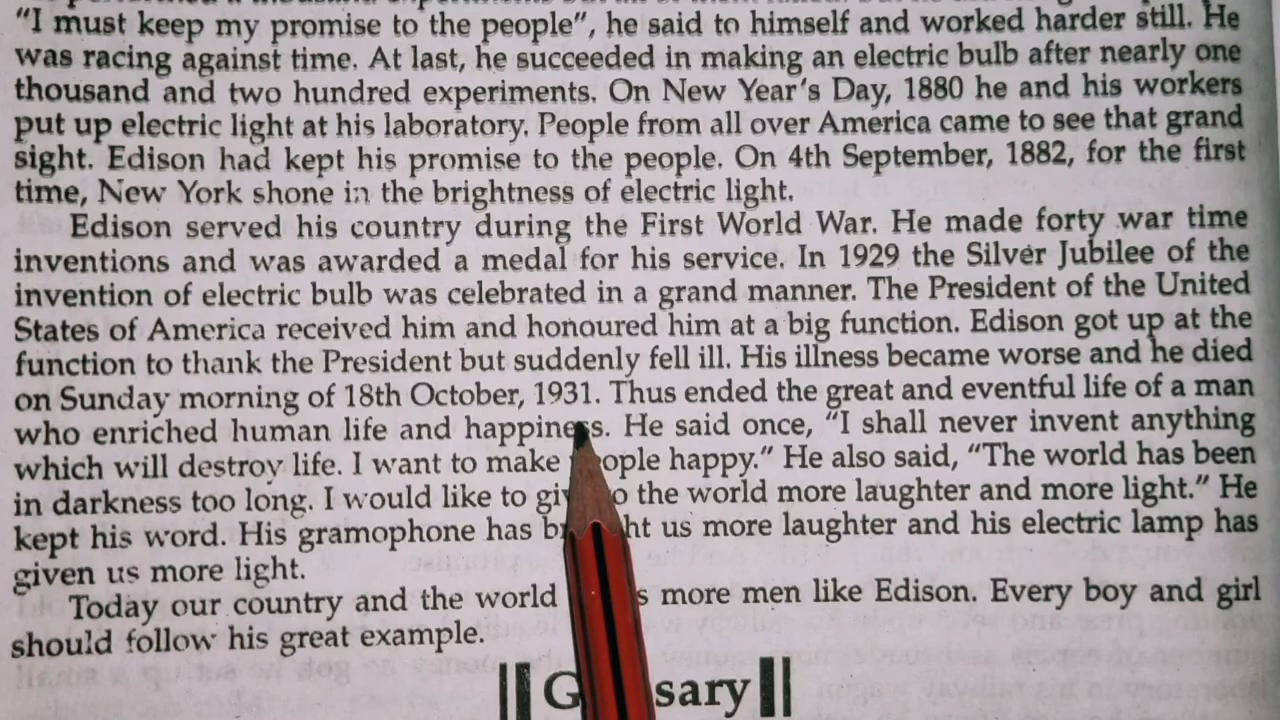 "I must keep my promise to the people", he said to himself and worked harder still. He
was racing against time. At last, he succeeded in making an electric bulb after nearly one
thousand and two hundred experiments. On New Year's Day, 1880 he and his workers
put up electric light at his laboratory. People from all over America came to see that grand
sight. Edison had kept his promise to the people. On 4th September, 1882, for the first
time, New York shone in the brightness of electric light.
Edison served his country during the First World War. He made forty war time
inventions and was awarded a medal for his service. In 1929 the Silver Jubilee of the
invention of electric bulb was celebrated in a grand manner. The President of the United
States of America received him and honoured him at a big function. Edison got up at the
function to thank the President but suddenly fell ill. His illness became worse and he died
on Sunday morning of 18th October, 1931. Thus ended the great and eventful life of a man
who enriched human life and happiness. He said once, "I shall never invent anything
which will destroy life. I want to make ople happy." He also said, "The world has been
in darkness too long. I would like to gi o the world more laughter and more light." He
kept his word. His gramophone has b ht us more laughter and his electric lamp has
given us more light.
Today our country and the world s more men like Edison. Every boy and girl
should follow his great example.
G sary